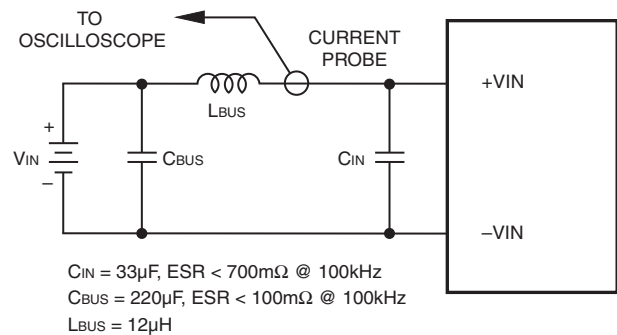 TO
OSCILLOSCOPE
CURRENT
PROBE
LBUS
+VIN
+
VIN
CBUS
CIN
–
–VIN
CIN = 33µF, ESR < 700mΩ @ 100kHz
CBUS = 220µF, ESR < 100mΩ @ 100kHz
LBUS = 12µH